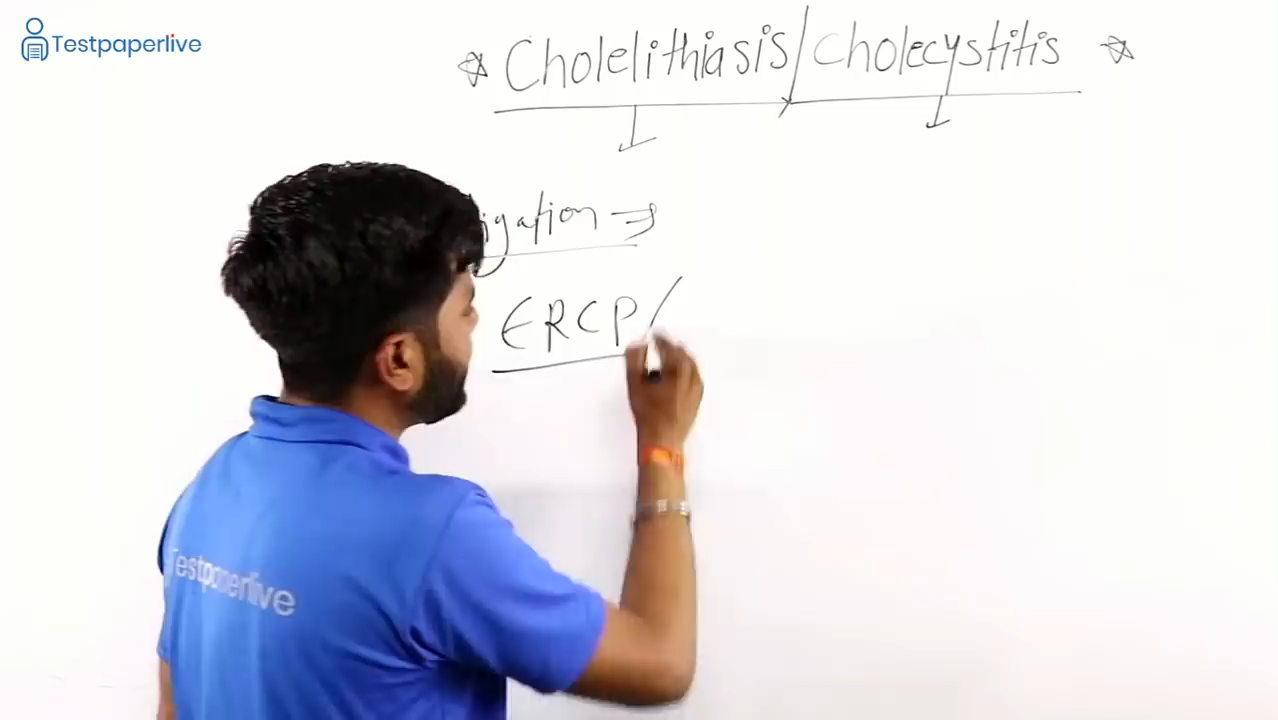 Testpaperlive
* Cholelithiasis/Cholecystitis *
igation →
ERCP/
Testpaperlive